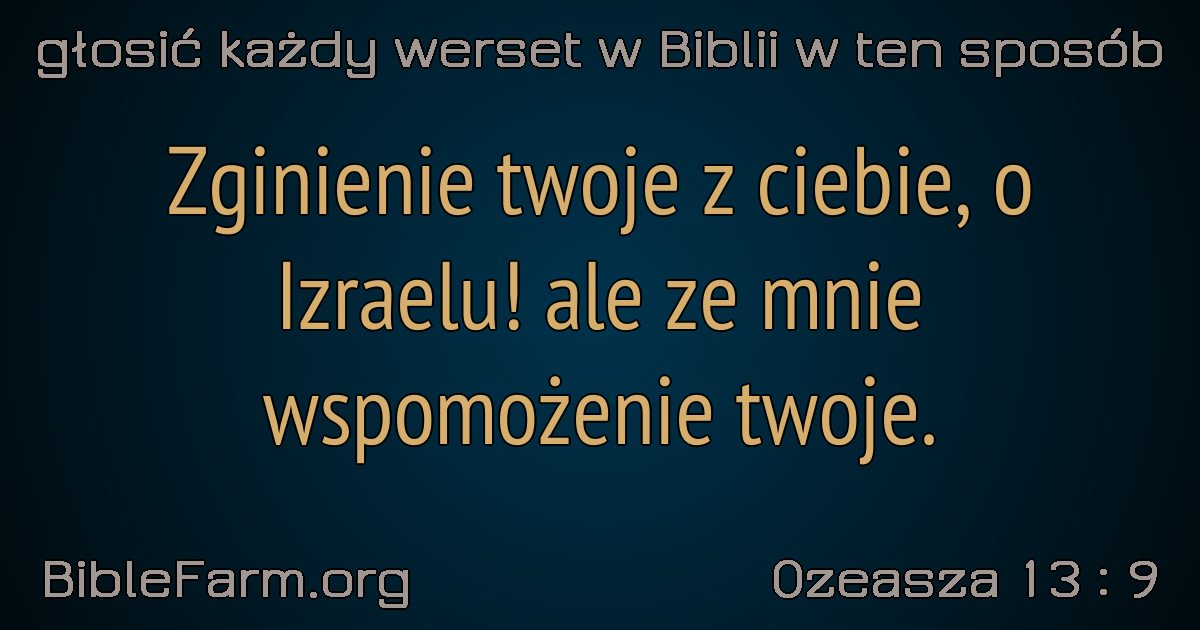 głosić każdy werset w Biblii w ten sposób
Zginienie twoje z ciebie, o
Izraelu! ale ze mnie
wspomożenie twoje.
BibleFarm.org
Ozeasza 13 : 9